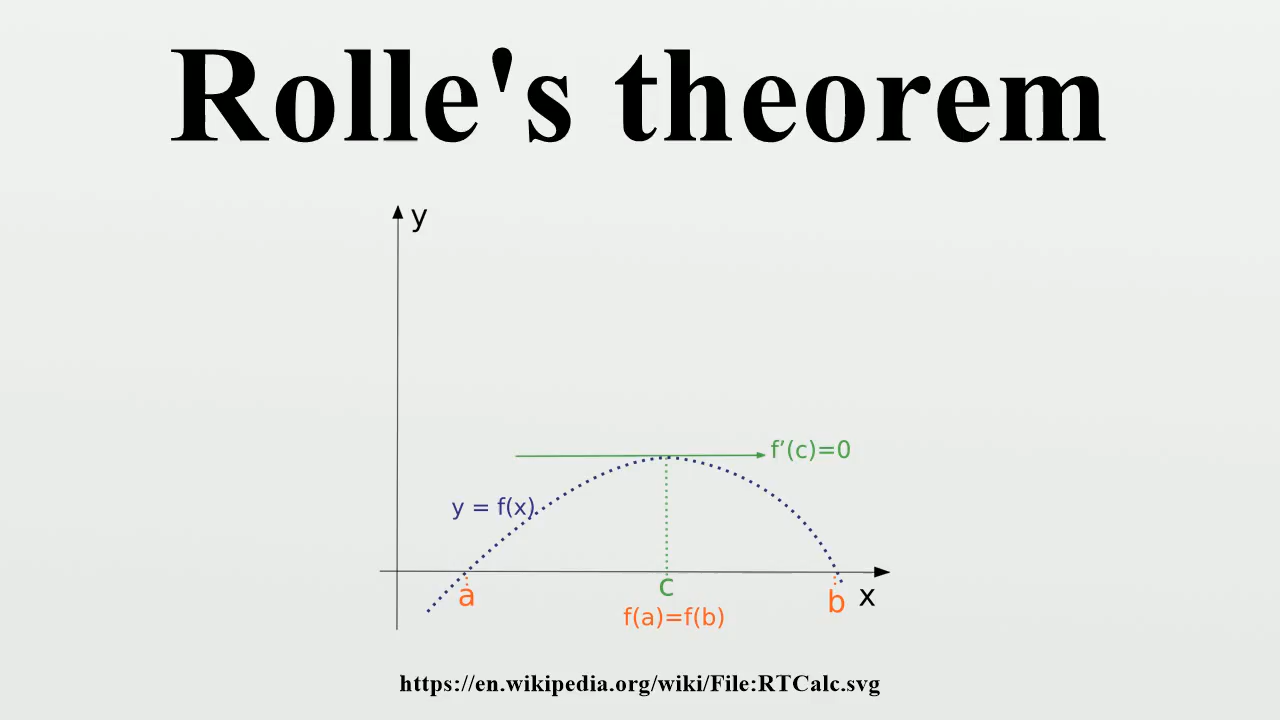 Rolle's theorem
y
f’(c)=0
y = f(x)
a
c
b
x
f(a)=f(b)
https://en.wikipedia.org/wiki/File:RTCalc.svg